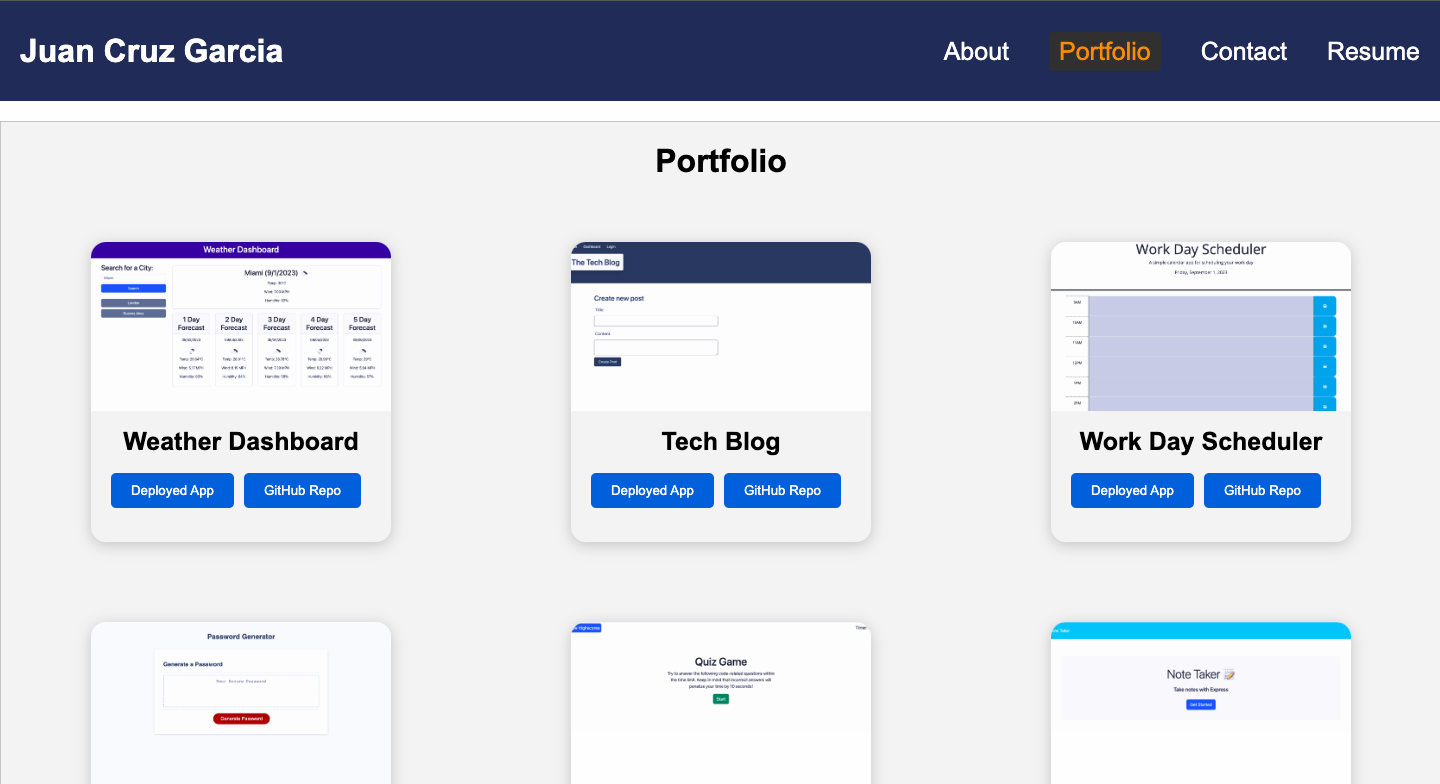 Juan Cruz Garcia
About Portfolio Contact Resume
Portfolio
Weather Dashboard
Search for a City:
Search
London
Miami (9/1/2023)
1 Day Forecast
2 Day Forecast
3 Day Forecast
4 Day Forecast
5 Day Forecast
Weather Dashboard
Deployed App GitHub Repo
Dashboard Login
The Tech Blog
Create new post
Title
Content
Create Post
Tech Blog
Deployed App GitHub Repo
Work Day Scheduler
A simple calendar app for scheduling your work day
Friday, September 1, 2023
9AM
10AM
11AM
12PM
1PM
2PM
Work Day Scheduler
Deployed App GitHub Repo
Password Generator
Generate a Password
Your Secure Password
Generate Password
Highscores
Timer
Quiz Game
Try to answer the following code-related questions within
the time limit. Keep in mind that incorrect answers will
penalize your time by 10 seconds!
Start
Note Taker
Note Taker 📝
Take notes with Express
Get Started